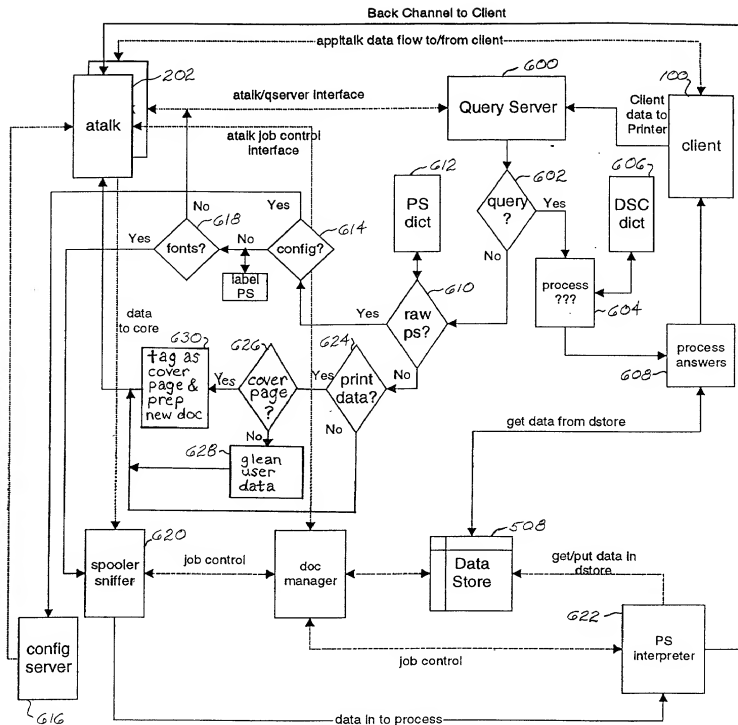 Back Channel to Client
appltalk data flow to/from client
202
600
100
atalk/qserver interface
Query Server
Client
data to
Printer
atalk
client
atalk job control
interface
612
602
606
PS
dict
query
?
Yes
DSC
dict
No
Yes
618
614
No
Yes
fonts?
No
config?
label
PS
610
process
???
604
Yes
raw
ps?
data
to core
630
626
624
No
process
answers
608
tag as
cover
page &
prep
new doc
Yes
cover
page
?
Yes
print
data?
No
No
628
glean
user
data
get data from dstore
508
620
spooler
sniffer
job control
doc
manager
Data
Store
get/put data in
dstore
622
config
server
PS
interpreter
job control
616
data in to process